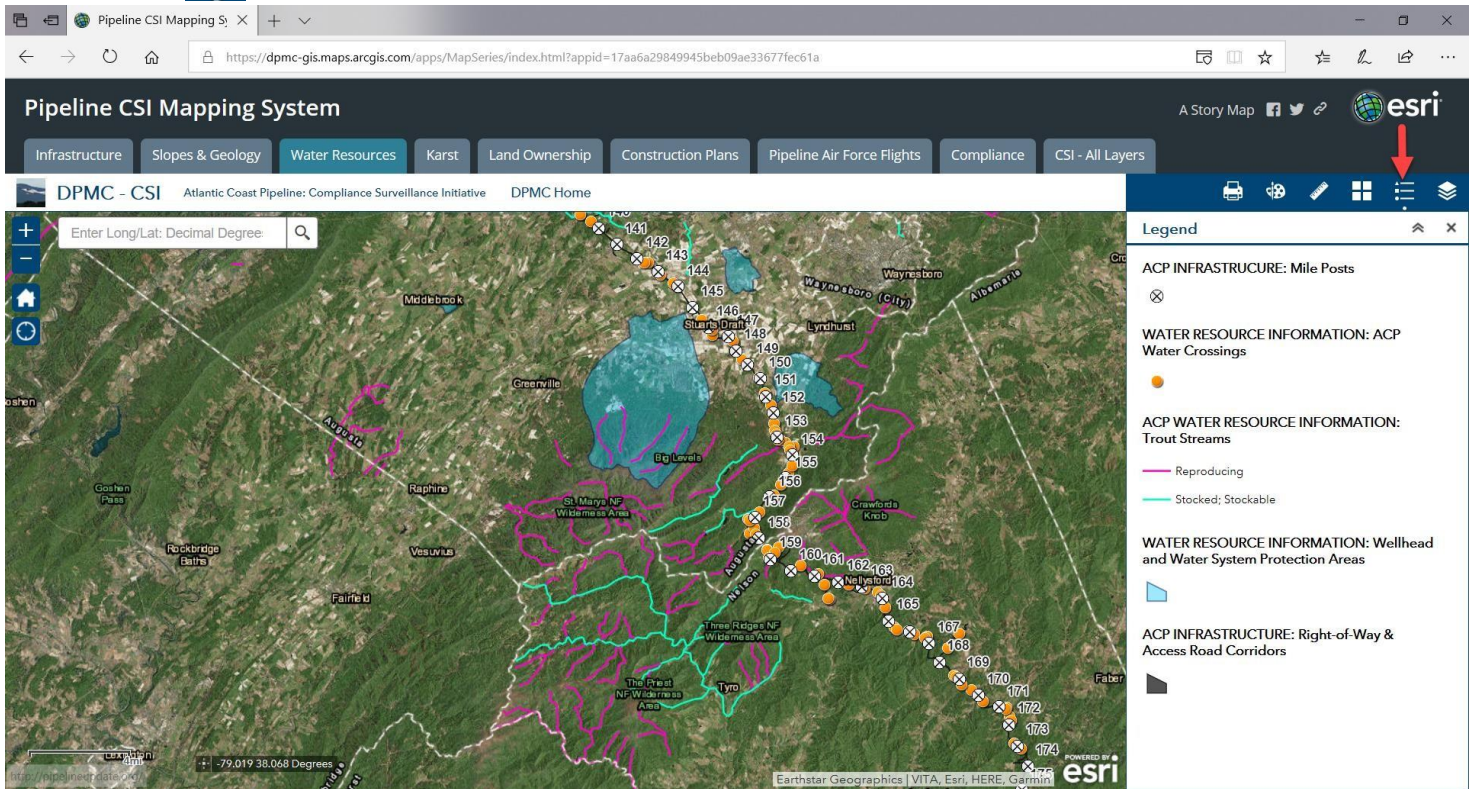 Pipeline CSI Mapping Sy
https://dpmc-gis.maps.arcgis.com/apps/MapSeries/index.html?appid=17aa6a29849945beb09ae33677fec61a
Pipeline CSI Mapping System
A Story Map
esri
Infrastructure
Slopes & Geology
Water Resources
Karst
Land Ownership
Construction Plans
Pipeline Air Force Flights
Compliance
CSI - All Layers
DPMC - CSI
Atlantic Coast Pipeline: Compliance Surveillance Initiative
DPMC Home
Enter Long/Lat: Decimal Degree
Legend
ACP INFRASTRUCURE: Mile Posts
WATER RESOURCE INFORMATION: ACP
Water Crossings
ACP WATER RESOURCE INFORMATION:
Trout Streams
Reproducing
Stocked; Stockable
WATER RESOURCE INFORMATION: Wellhead
and Water System Protection Areas
ACP INFRASTRUCTURE: Right-of-Way &
Access Road Corridors
140
141
142
143
144
145
146
147
148
149
150
151
152
153
154
155
156
157
158
159
160
161
162
163
164
165
167
168
169
170
171
172
173
174
175
Middlebrook
Waynesboro
Waynesboro (City)
Albemarle
Stuarts Draft
Lyndhurst
Greenville
Augusta
Big Levels
Goshen
Pass
Raphine
St. Marys NF
Wilderness Area
Crawfords
Knob
Rockbridge
Baths
Vesuvius
Augusta
Nelson
Nellysford
Fairfield
Three Ridges NF
Wilderness Area
The Priest
NF Wilderness
Area
Tyro
Faber
Lexington
4mi
-79.019 38.068 Degrees
http://pipelineupdate.org/
Earthstar Geographics | VITA, Esri, HERE, Garmin
POWERED BY
esri